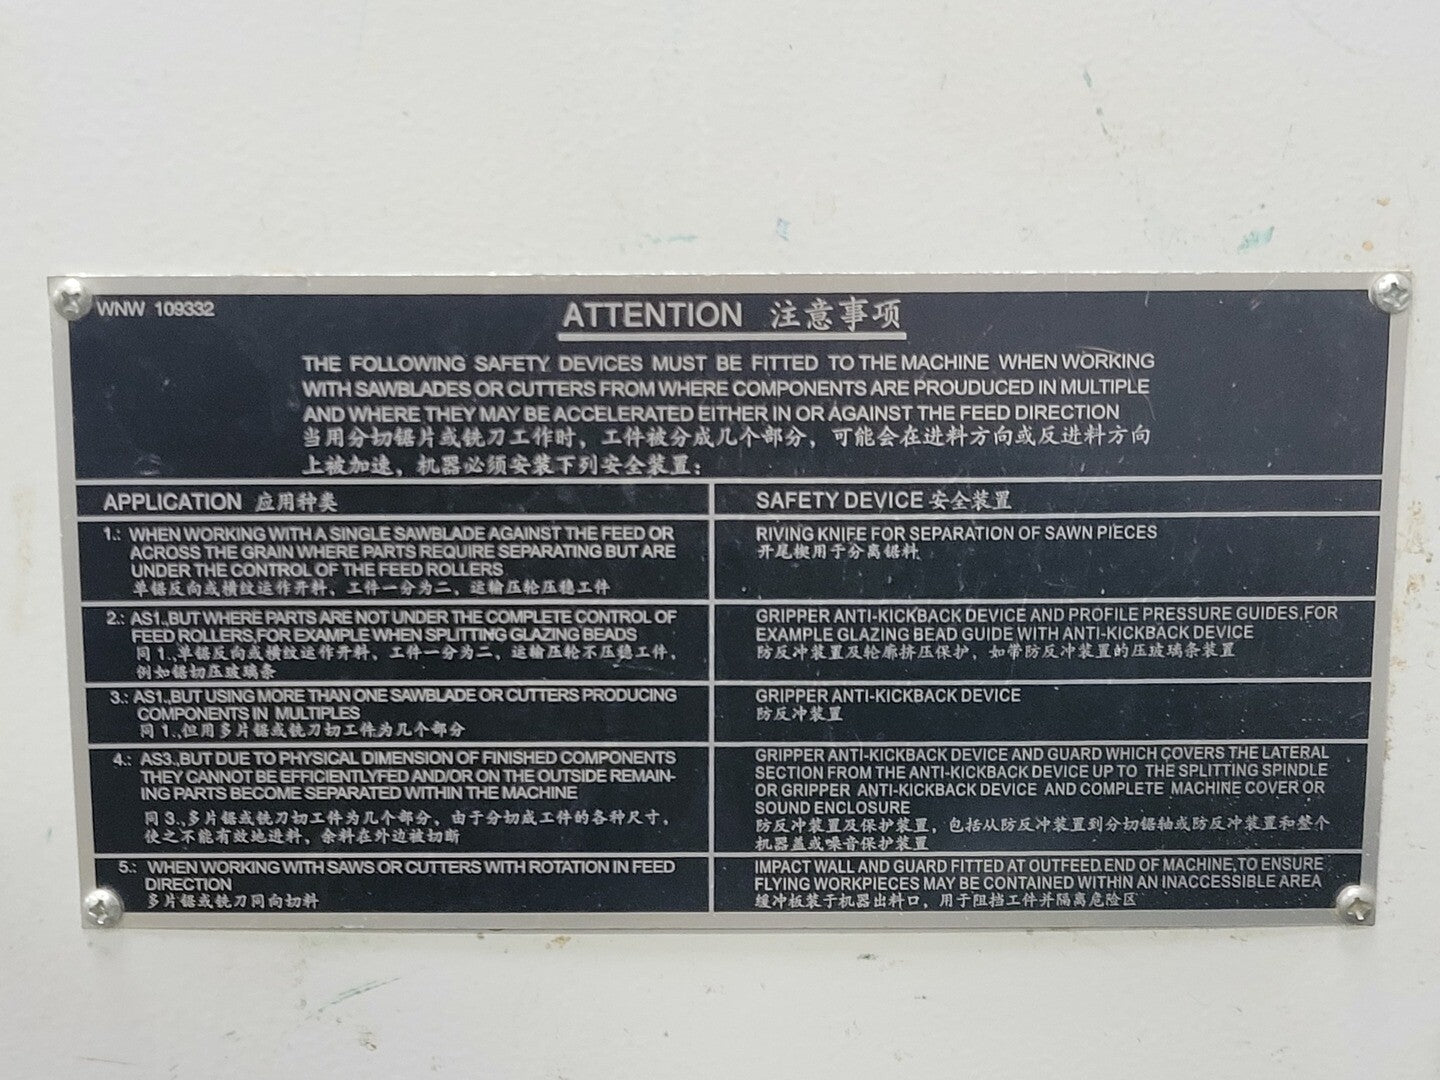 WNW 109332
ATTENTION 注意事项
THE FOLLOWING SAFETY DEVICES MUST BE FITTED TO THE MACHINE WHEN WORKING
WITH SAWBLADES OR CUTTERS FROM WHERE COMPONENTS ARE PROUDUCED IN MULTIPLE
AND WHERE THEY MAY BE ACCELERATED EITHER IN OR AGAINST THE FEED DIRECTION
当用分切锯片或铣刀工作时，工件被分成几个部分，可能会在进料方向或反进料方向
上被加速，机器必须安装下列安全装置：
APPLICATION 应用种类
SAFETY DEVICE 安全装置
1.: WHEN WORKING WITH A SINGLE SAWBLADE AGAINST THE FEED OR
ACROSS THE GRAIN WHERE PARTS REQUIRE SEPARATING BUT ARE
UNDER THE CONTROL OF THE FEED ROLLERS
单锯反向或横纹运作开料，工件一分为二，运输压轮压稳工件
RIVING KNIFE FOR SEPARATION OF SAWN PIECES
开尾楔用于分离锯料
2.: AS1.,BUT WHERE PARTS ARE NOT UNDER THE COMPLETE CONTROL OF
FEED ROLLERS,FOR EXAMPLE WHEN SPLITTING GLAZING BEADS
同1.,单锯反向或横纹运作开料，工件一分为二，运输压轮不压稳工件，
例如锯切压玻璃条
GRIPPER ANTI-KICKBACK DEVICE AND PROFILE PRESSURE GUIDES,FOR
EXAMPLE GLAZING BEAD GUIDE WITH ANTI-KICKBACK DEVICE
防反冲装置及轮廓挤压保护，如带防反冲装置的压玻璃条装置
3.: AS1.,BUT USING MORE THAN ONE SAWBLADE OR CUTTERS PRODUCING
COMPONENTS IN MULTIPLES
同1.,但用多片锯或铣刀切工件为几个部分
GRIPPER ANTI-KICKBACK DEVICE
防反冲装置
4.: AS3.,BUT DUE TO PHYSICAL DIMENSION OF FINISHED COMPONENTS
THEY CANNOT BE EFFICIENTLYFED AND/OR ON THE OUTSIDE REMAIN-
ING PARTS BECOME SEPARATED WITHIN THE MACHINE
同3.,多片锯或铣刀切工件为几个部分，由于分切成工件的各种尺寸，
使之不能有效地进料，余料在外边被切断
GRIPPER ANTI-KICKBACK DEVICE AND GUARD WHICH COVERS THE LATERAL
SECTION FROM THE ANTI-KICKBACK DEVICE UP TO THE SPLITTING SPINDLE
OR GRIPPER ANTI-KICKBACK DEVICE AND COMPLETE MACHINE COVER OR
SOUND ENCLOSURE
防反冲装置及保护装置，包括从防反冲装置到分切锯轴或防反冲装置和整个
机器盖或噪音保护装置
5.: WHEN WORKING WITH SAWS OR CUTTERS WITH ROTATION IN FEED
DIRECTION
多片锯或铣刀同向切料
IMPACT WALL AND GUARD FITTED AT OUTFEED.END OF MACHINE,TO ENSURE
FLYING WORKPIECES MAY BE CONTAINED WITHIN AN INACCESSIBLE AREA
缓冲板装于机器出料口，用于阻挡工件并隔离危险区